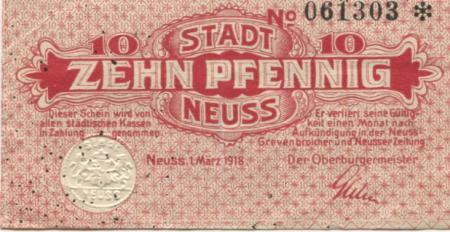 No 061303 *
10 STADT 10
ZEHN PFENNIG
NEUSS
Dieser Schein wird von
allen städtischen Kassen
in Zahlung genommen
Er verliert seine Gültig-
keit einen Monat nach
Aufkündigung in der Neuss-
Grevenbroicher und Neusser Zeitung
Neuss, 1. März 1918
Der Oberbürgermeister